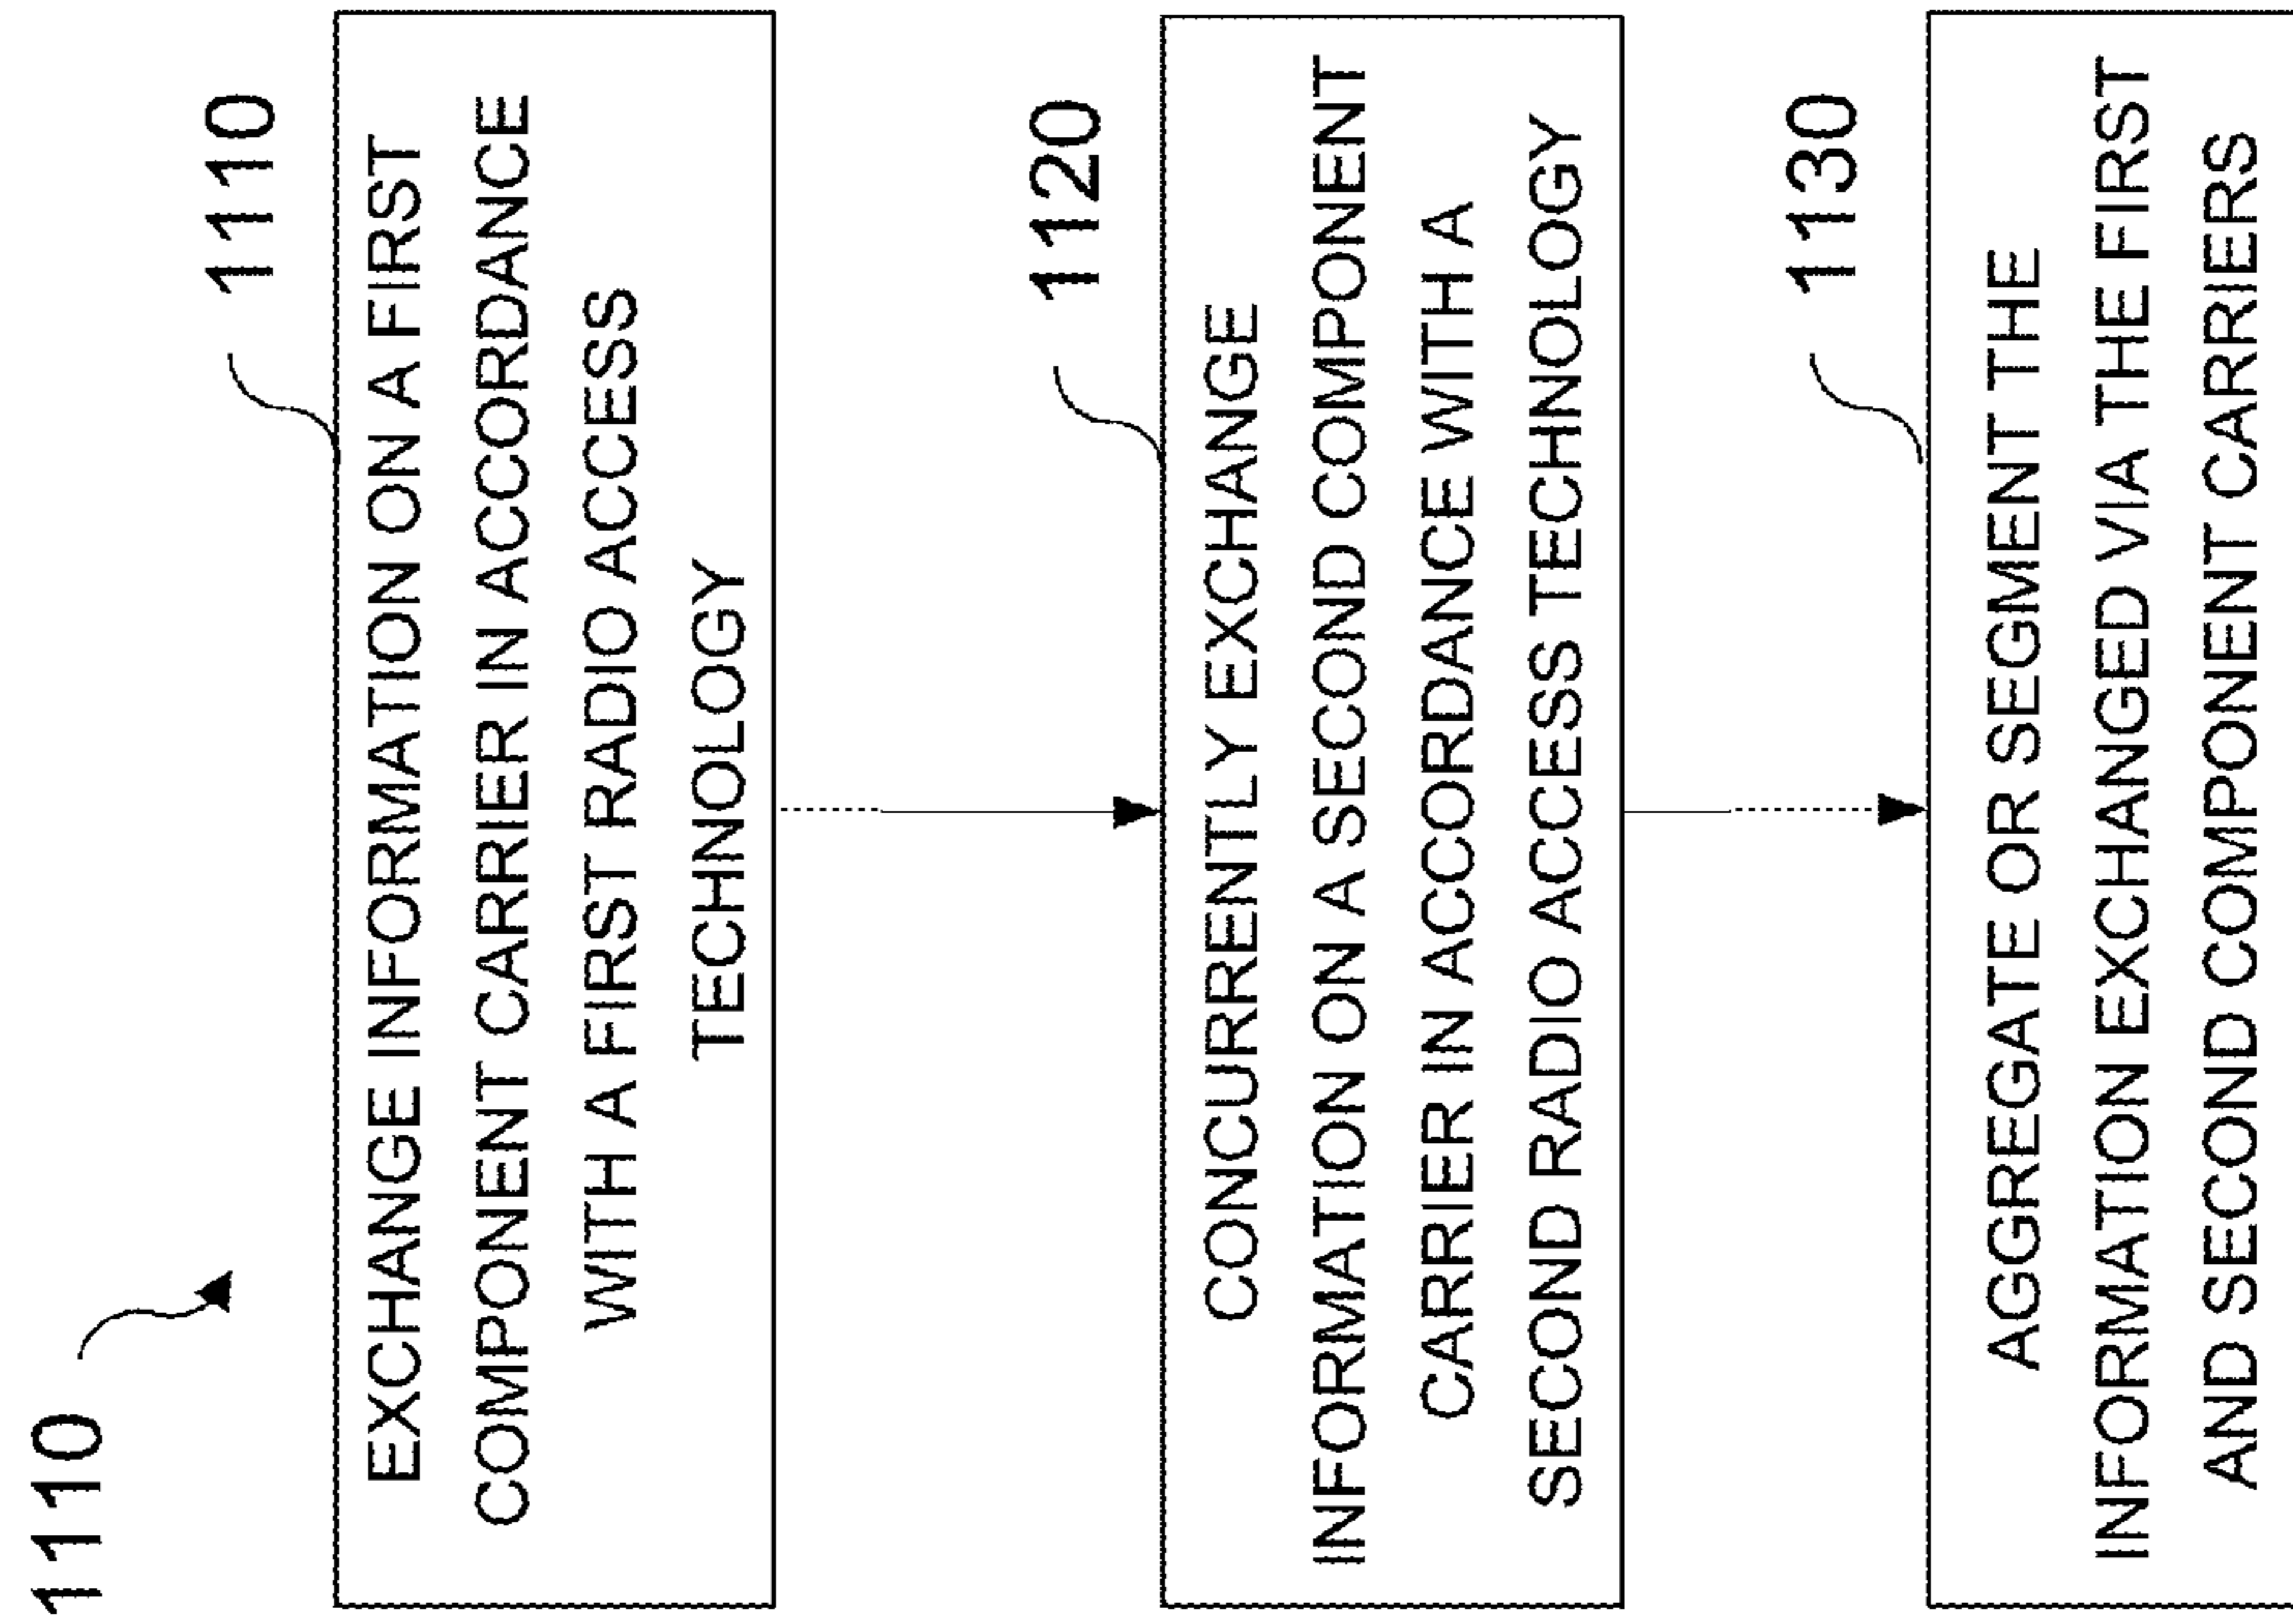 1110
1110
EXCHANGE INFORMATION ON A FIRST
COMPONENT CARRIER IN ACCORDANCE
WITH A FIRST RADIO ACCESS
TECHNOLOGY
1120
CONCURRENTLY EXCHANGE
INFORMATION ON A SECOND COMPONENT
CARRIER IN ACCORDANCE WITH A
SECOND RADIO ACCESS TECHNOLOGY
1130
AGGREGATE OR SEGMENT THE
INFORMATION EXCHANGED VIA THE FIRST
AND SECOND COMPONENT CARRIERS